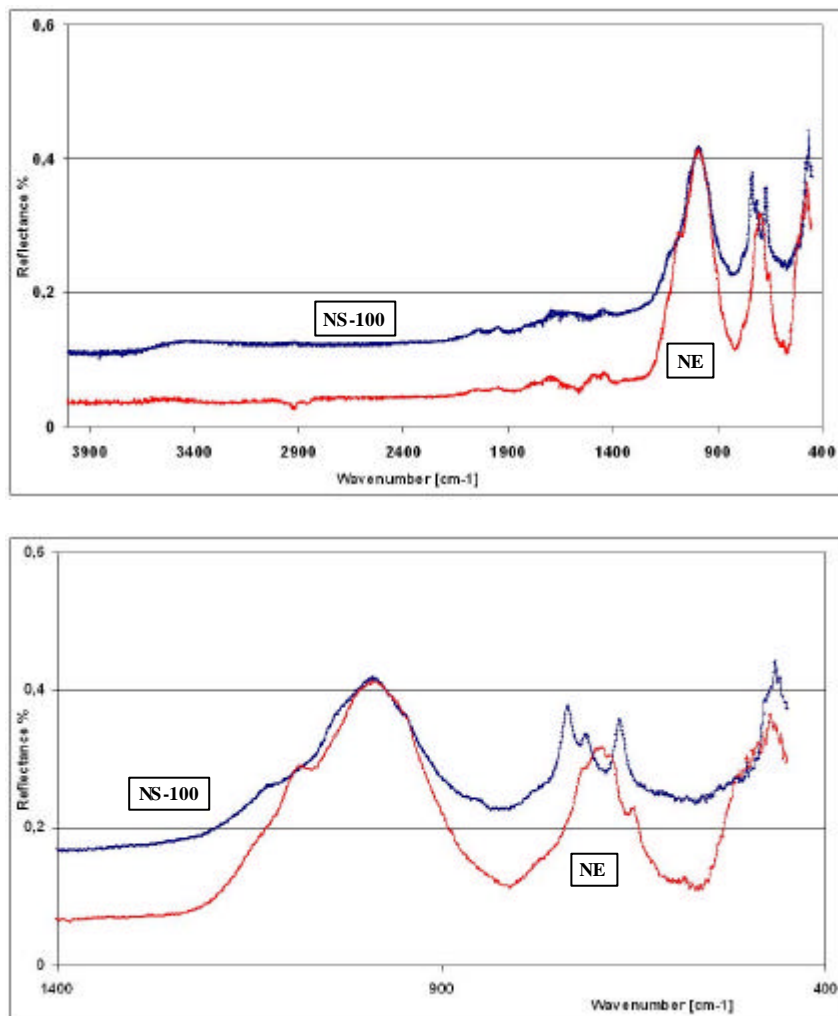 0,6
0,4
0,2
0
Reflectance %
NS-100
NE
3900 3400 2900 2400 1900 1400 900 400
Wavenumber [cm-1]
0,6
0,4
0,2
0
Reflectance %
NS-100
NE
1400 900 400
Wavenumber [cm-1]